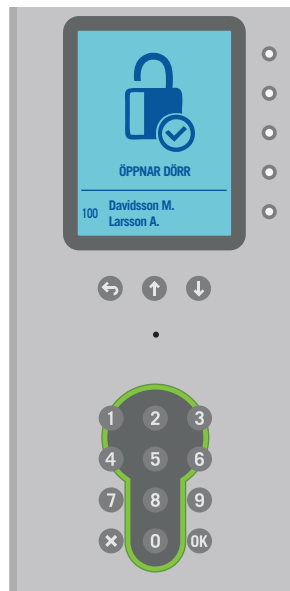 ÖPPNAR DÖRR
100 Davidsson M.
Larsson A.
1 2 3
4 5 6
7 8 9
0 OK